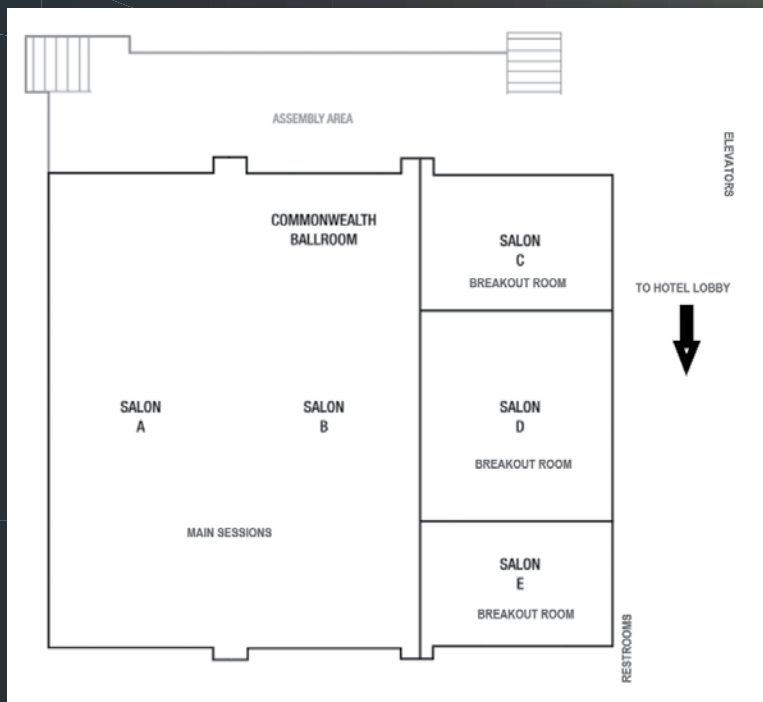 ASSEMBLY AREA
ELEVATORS
COMMONWEALTH
BALLROOM
SALON
C
BREAKOUT ROOM
TO HOTEL LOBBY
SALON
A
SALON
B
SALON
D
BREAKOUT ROOM
MAIN SESSIONS
SALON
E
BREAKOUT ROOM
RESTROOMS